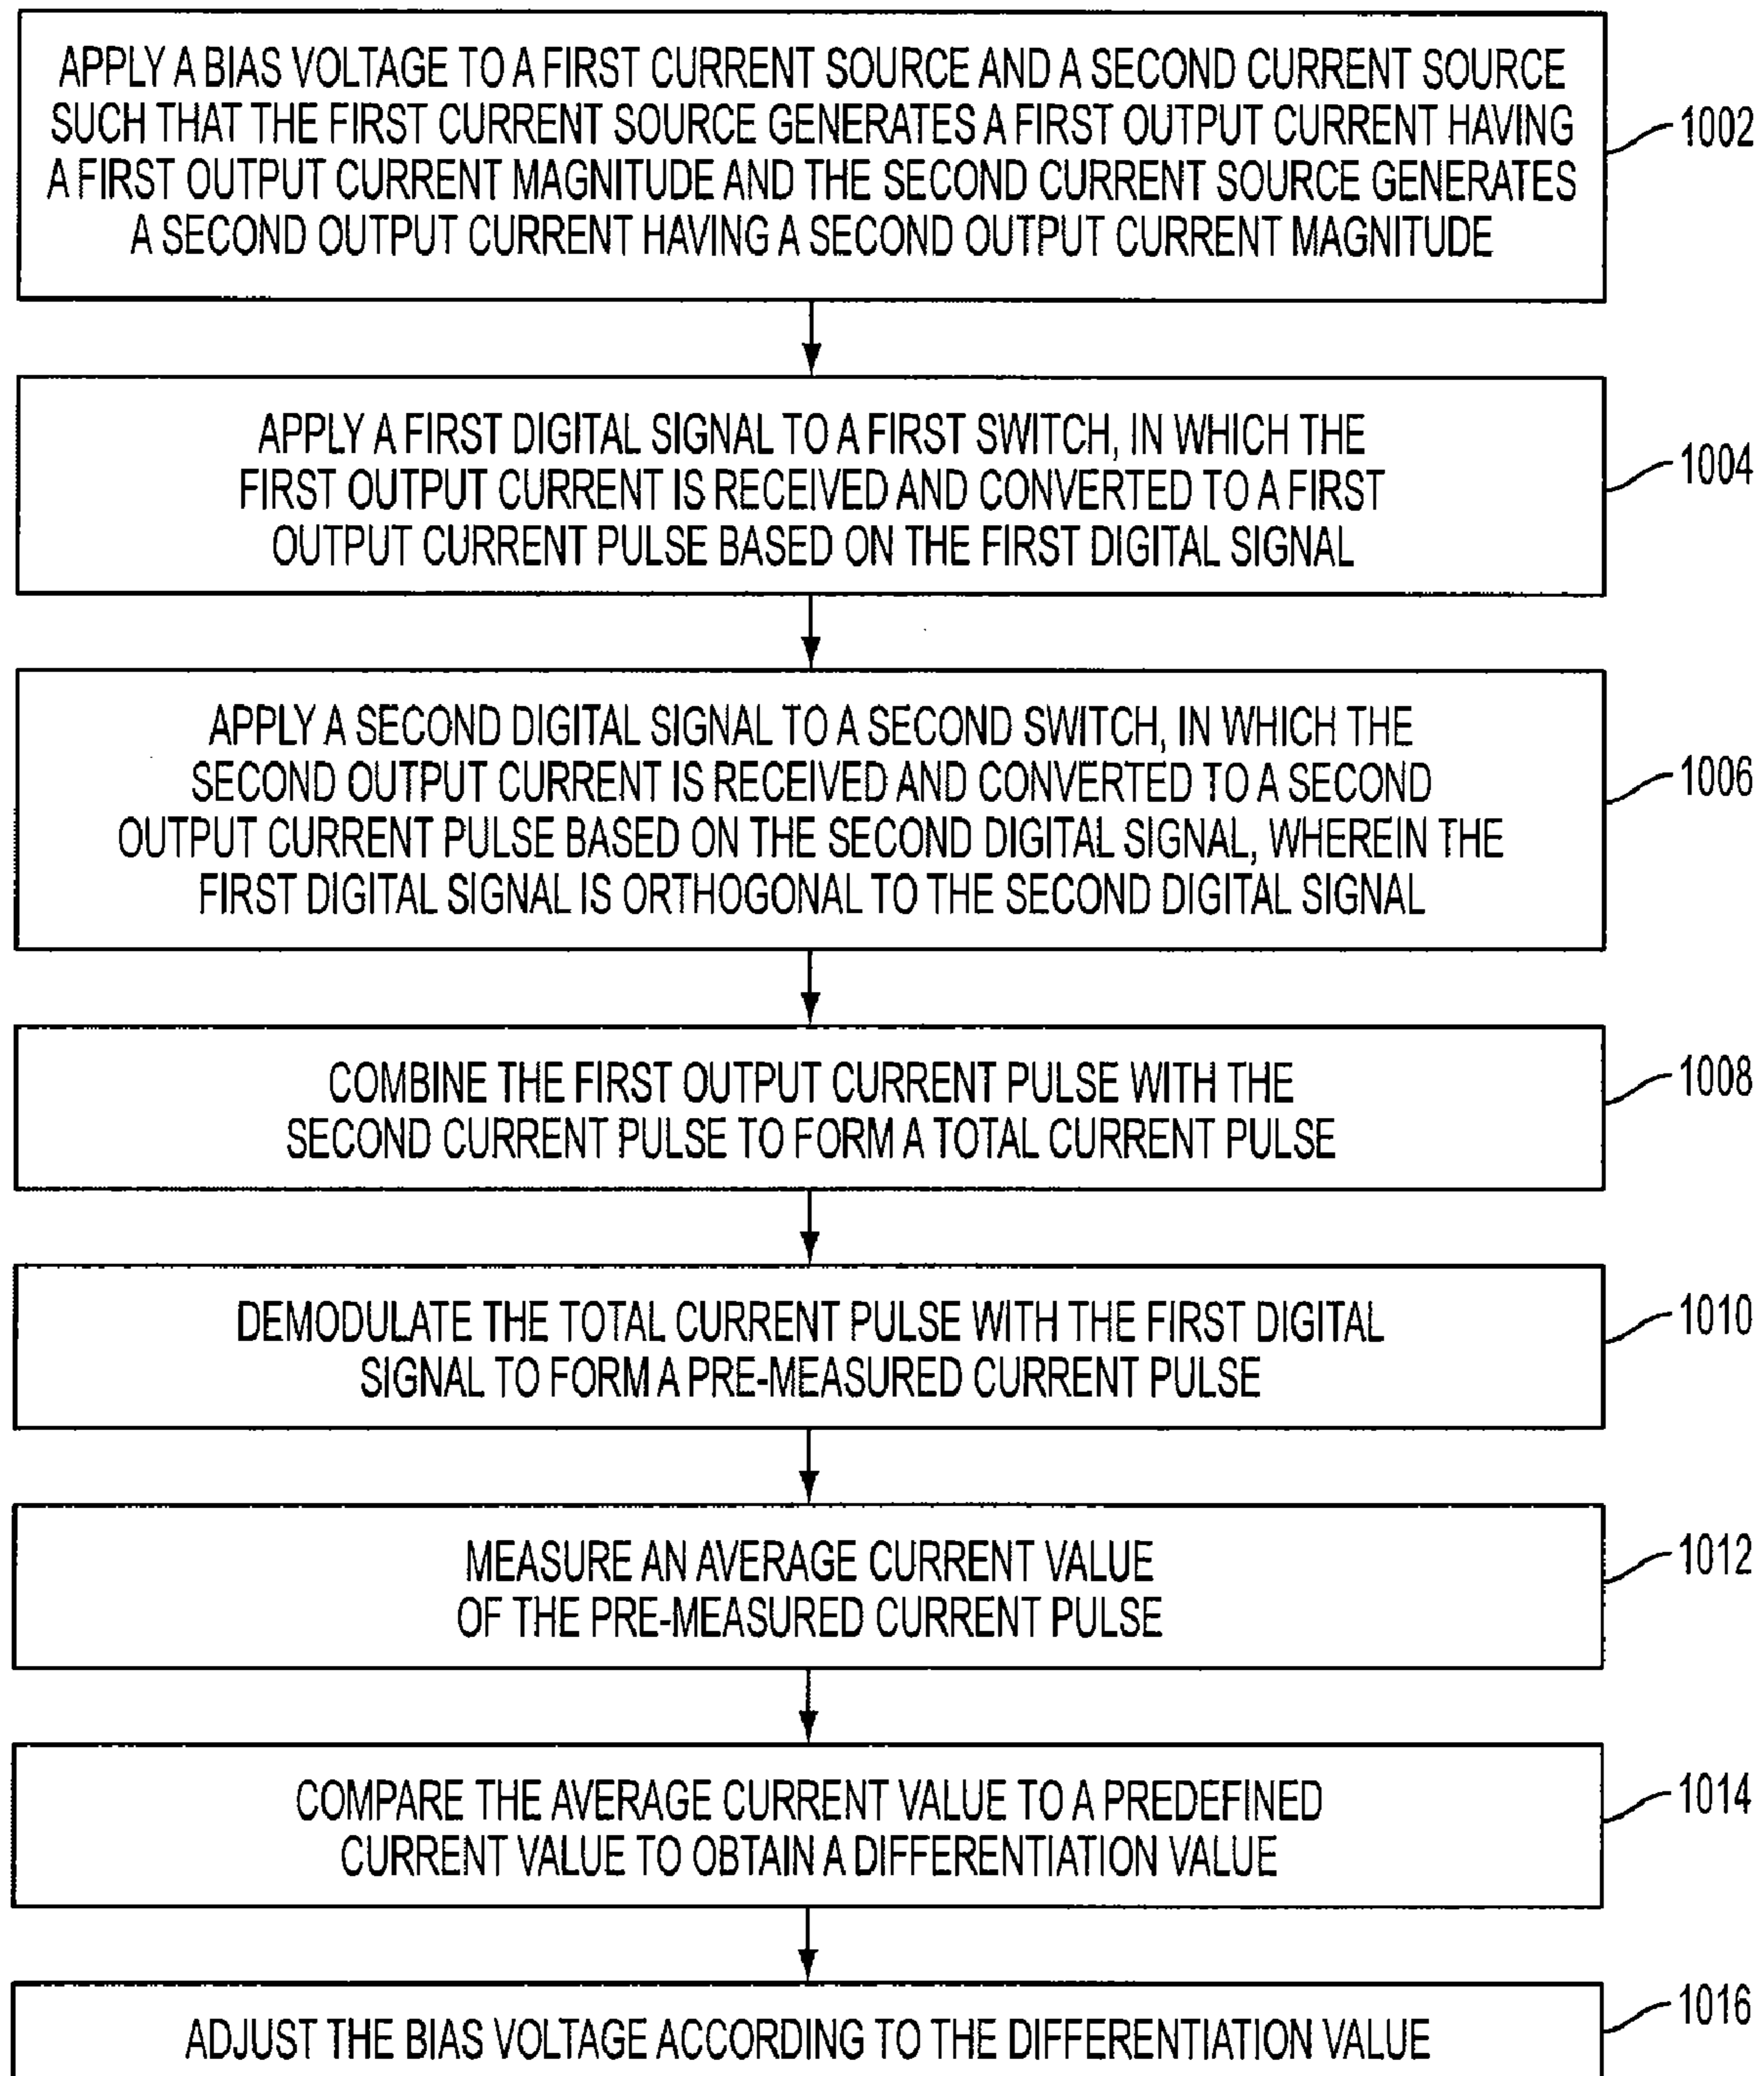 APPLY A BIAS VOLTAGE TO A FIRST CURRENT SOURCE AND A SECOND CURRENT SOURCE
SUCH THAT THE FIRST CURRENT SOURCE GENERATES A FIRST OUTPUT CURRENT HAVING
A FIRST OUTPUT CURRENT MAGNITUDE AND THE SECOND CURRENT SOURCE GENERATES
A SECOND OUTPUT CURRENT HAVING A SECOND OUTPUT CURRENT MAGNITUDE
1002
APPLY A FIRST DIGITAL SIGNAL TO A FIRST SWITCH, IN WHICH THE
FIRST OUTPUT CURRENT IS RECEIVED AND CONVERTED TO A FIRST
OUTPUT CURRENT PULSE BASED ON THE FIRST DIGITAL SIGNAL
1004
APPLY A SECOND DIGITAL SIGNAL TO A SECOND SWITCH, IN WHICH THE
SECOND OUTPUT CURRENT IS RECEIVED AND CONVERTED TO A SECOND
OUTPUT CURRENT PULSE BASED ON THE SECOND DIGITAL SIGNAL, WHEREIN THE
FIRST DIGITAL SIGNAL IS ORTHOGONAL TO THE SECOND DIGITAL SIGNAL
1006
COMBINE THE FIRST OUTPUT CURRENT PULSE WITH THE
SECOND CURRENT PULSE TO FORM A TOTAL CURRENT PULSE
1008
DEMODULATE THE TOTAL CURRENT PULSE WITH THE FIRST DIGITAL
SIGNAL TO FORM A PRE-MEASURED CURRENT PULSE
1010
MEASURE AN AVERAGE CURRENT VALUE
OF THE PRE-MEASURED CURRENT PULSE
1012
COMPARE THE AVERAGE CURRENT VALUE TO A PREDEFINED
CURRENT VALUE TO OBTAIN A DIFFERENTIATION VALUE
1014
ADJUST THE BIAS VOLTAGE ACCORDING TO THE DIFFERENTIATION VALUE
1016